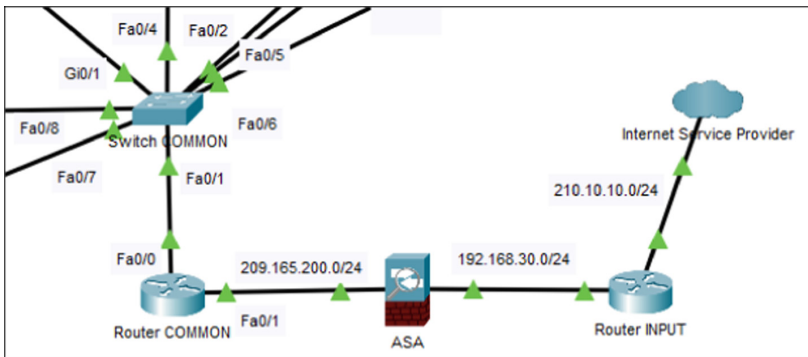 Fa0/4
Fa0/2
Fa0/5
Gi0/1
Fa0/8
Fa0/6
Switch COMMON
Fa0/7
Fa0/1
Internet Service Provider
210.10.10.0/24
Fa0/0
209.165.200.0/24
192.168.30.0/24
Router COMMON
Fa0/1
ASA
Router INPUT